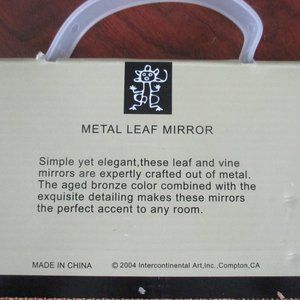 METAL LEAF MIRROR
Simple yet elegant,these leaf and vine
mirrors are expertly crafted out of metal.
The aged bronze color combined with the
exquisite detailing makes these mirrors
the perfect accent to any room.
MADE IN CHINA © 2004 Intercontinental Art,Inc.,Compton,CA